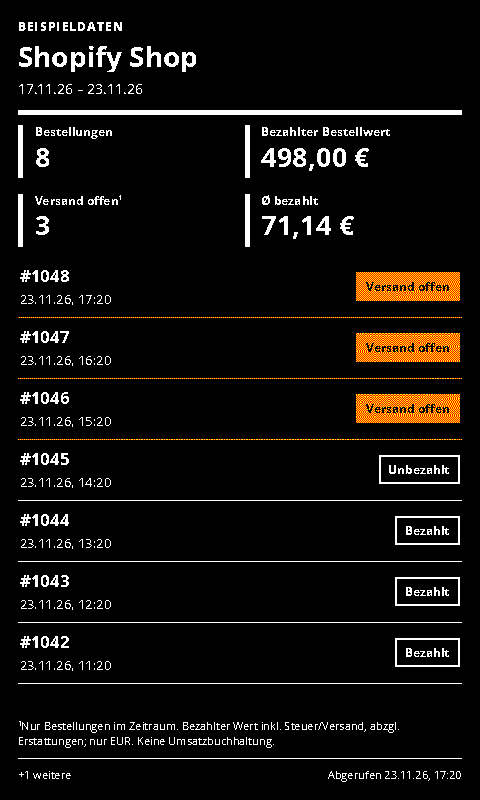 BEISPIELDATEN
Shopify Shop
17.11.26 – 23.11.26
Bestellungen
8
Bezahlter Bestellwert
498,00 €
Versand offen¹
3
Ø bezahlt
71,14 €
#1048
23.11.26, 17:20
Versand offen
#1047
23.11.26, 16:20
Versand offen
#1046
23.11.26, 15:20
Versand offen
#1045
23.11.26, 14:20
Unbezahlt
#1044
23.11.26, 13:20
Bezahlt
#1043
23.11.26, 12:20
Bezahlt
#1042
23.11.26, 11:20
Bezahlt
¹Nur Bestellungen im Zeitraum. Bezahlter Wert inkl. Steuer/Versand, abzgl.
Erstattungen; nur EUR. Keine Umsatzbuchhaltung.
+1 weitere
Abgerufen 23.11.26, 17:20